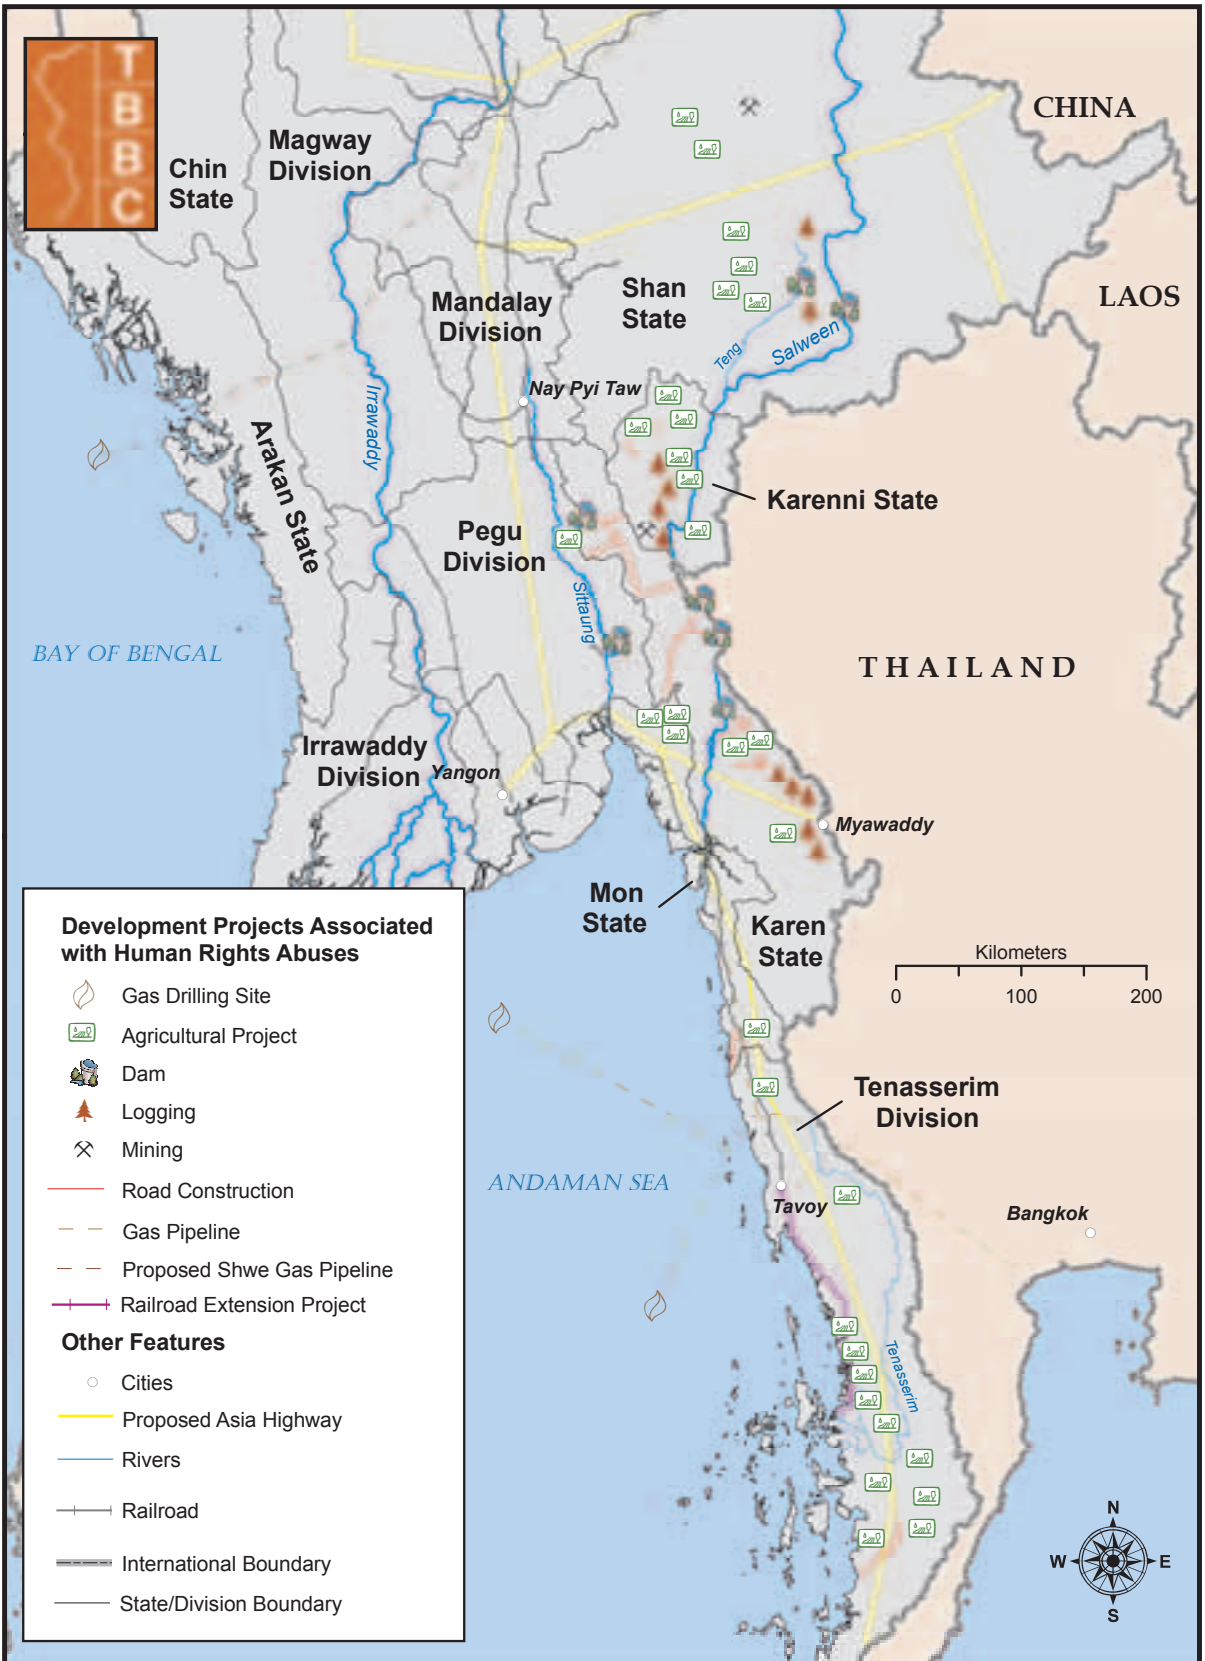 T
B
B
C
CHINA
Magway
Division
Chin
State
LAOS
Shan
State
Mandalay
Division
Teng
Salween
Nay Pyi Taw
Irrawaddy
Arakan State
Karenni State
Pegu
Division
Sittaung
BAY OF BENGAL
THAILAND
Irrawaddy
Division
Yangon
Myawaddy
Mon
State
Karen
State
Kilometers
0 100 200
Tenasserim
Division
ANDAMAN SEA
Tavoy
Bangkok
Tenasserim
Development Projects Associated
with Human Rights Abuses
Gas Drilling Site
Agricultural Project
Dam
Logging
Mining
Road Construction
Gas Pipeline
Proposed Shwe Gas Pipeline
Railroad Extension Project
Other Features
Cities
Proposed Asia Highway
Rivers
Railroad
International Boundary
State/Division Boundary
N
W E
S